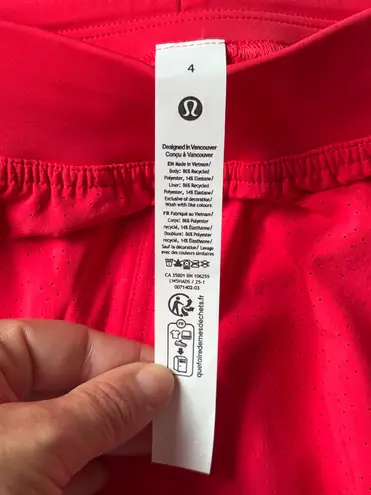 4
Designed in Vancouver
Conçu à Vancouver
EN Made in Vietnam/
Body: 86% Recycled
Polyester, 14% Elastane/
Liner: 86% Recycled
Polyester, 14% Elastane/
Exclusive of decoration/
Wash with like colours
FR Fabriqué au Vietnam/
Corps: 86% Polyester
recyclé, 14% Élasthanne/
Doublure: 86% Polyester
recyclé, 14% Élasthanne/
Sauf la décoration/ Lavage
avec des couleurs similaires
CA 35801 RN 106259
LW5HADS / 25-1
0071402-03
FR
quefairedemesdechets.fr